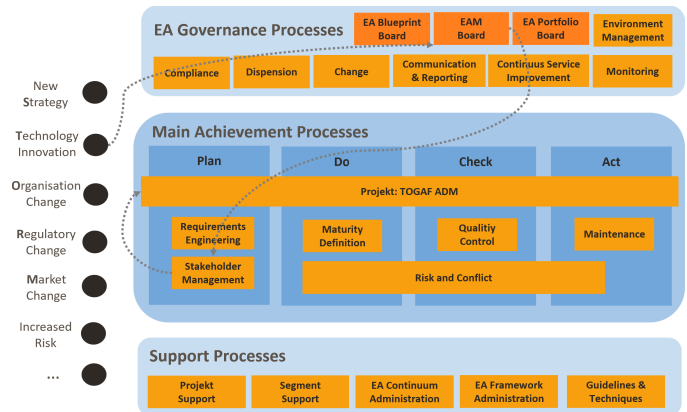 EA Governance Processes
EA Blueprint
Board
EAM
Board
EA Portfolio
Board
Environment
Management
Compliance
Dispension
Change
Communication
& Reporting
Continuus Service
Improvement
Monitoring
New
Strategy
Technology
Innovation
Organisation
Change
Regulatory
Change
Market
Change
Increased
Risk
...
Main Achievement Processes
Plan
Do
Check
Act
Projekt: TOGAF ADM
Requirements
Engineering
Maturity
Definition
Qualitiy
Control
Maintenance
Stakeholder
Management
Risk and Conflict
Support Processes
Projekt
Support
Segment
Support
EA Continuum
Administration
EA Framework
Administration
Guidelines &
& Techniques